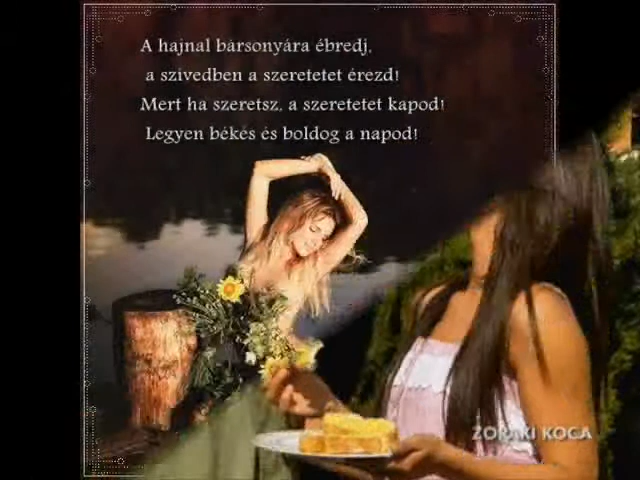 A hajnal bársonyára ébredj,
a szívedben a szeretetet érezd!
Mert ha szeretsz, a szeretetet kapod!
Legyen békés és boldog a napod!
ZORAKI KOCA